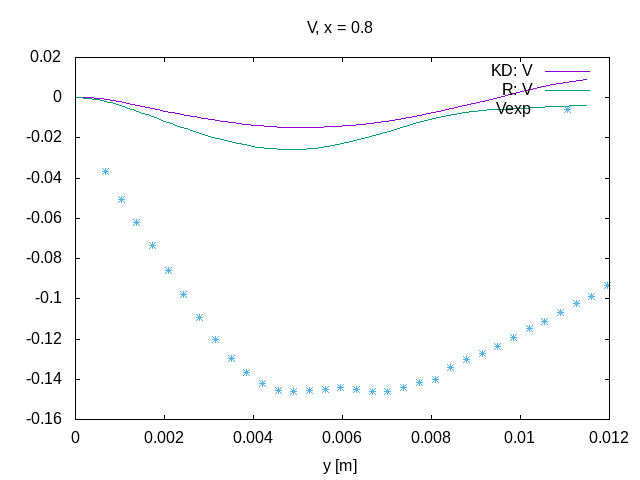 V, x = 0.8
0.02
0
-0.02
-0.04
-0.06
-0.08
-0.1
-0.12
-0.14
-0.16
KD: V
R: V
Vexp
0 0.002 0.004 0.006 0.008 0.01 0.012
y [m]